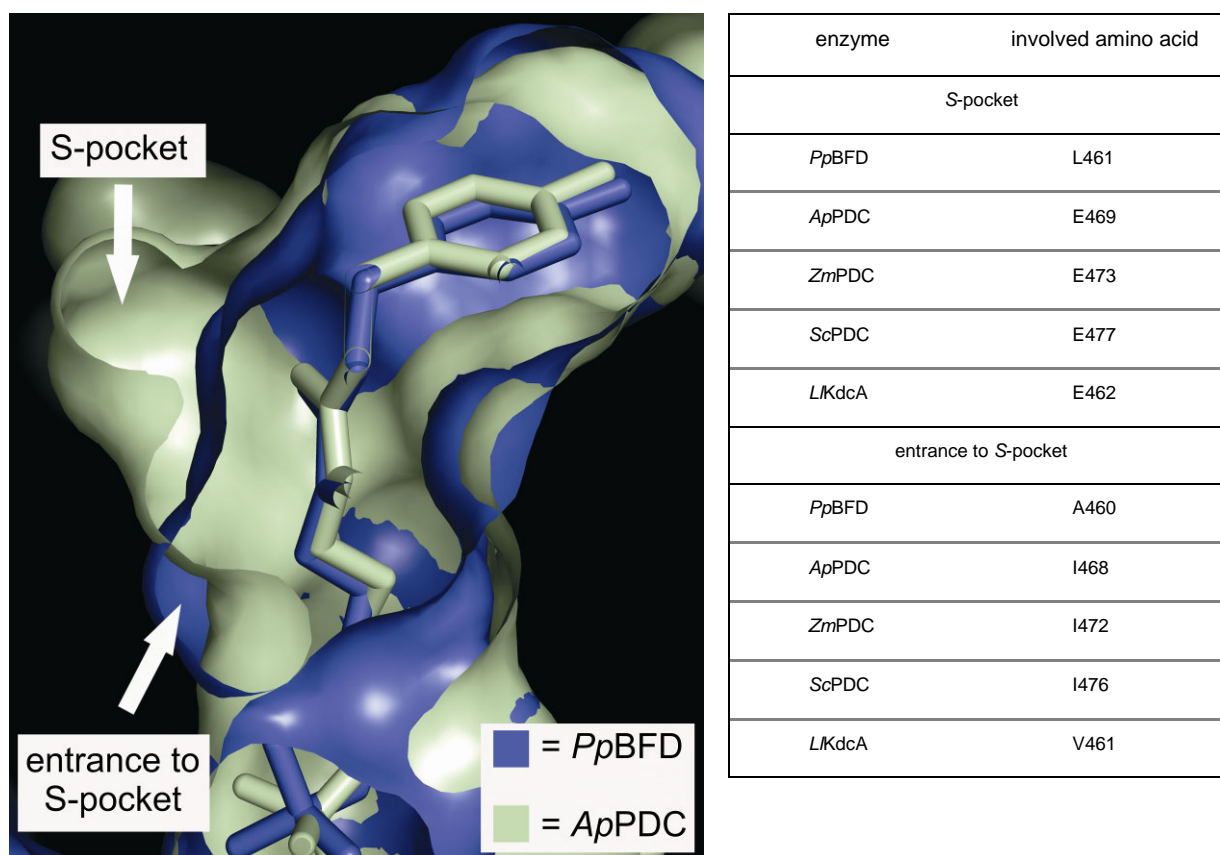 S-pocket
entrance to
S-pocket
= PpBFD
= ApPDC
enzyme involved amino acid
S-pocket
PpBFD L461
ApPDC E469
ZmPDC E473
ScPDC E477
LlKdcA E462
entrance to S-pocket
PpBFD A460
ApPDC I468
ZmPDC I472
ScPDC I476
LlKdcA V461